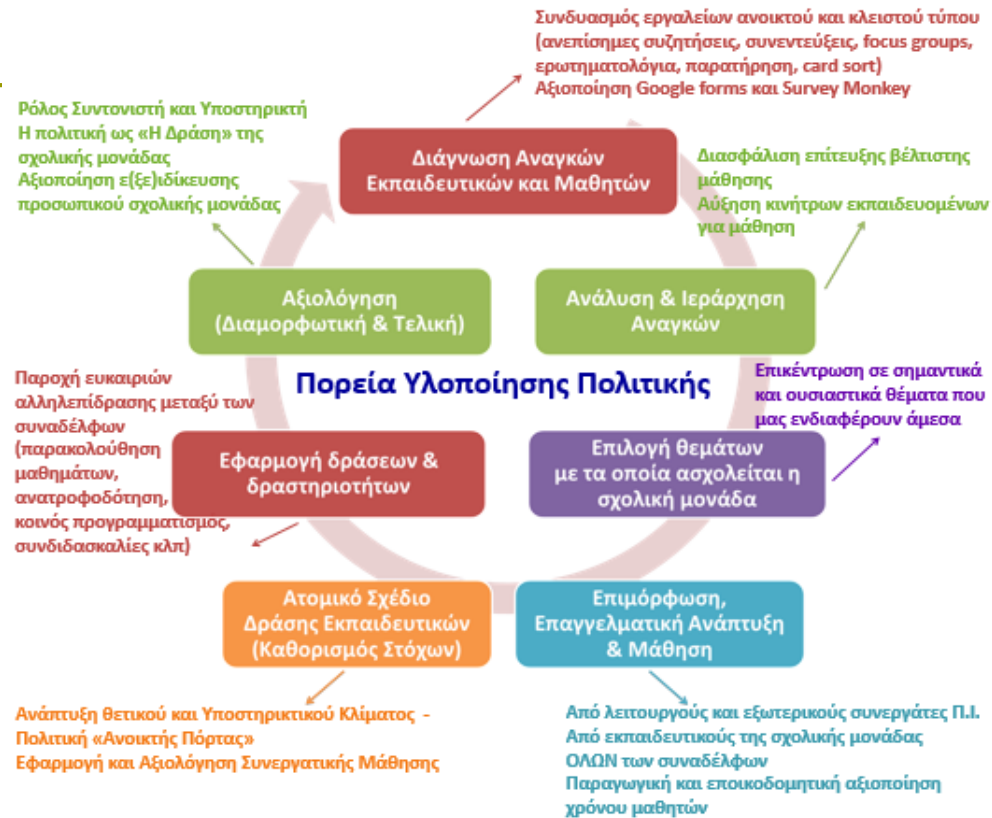 Συνδυασμός εργαλείων ανοικτού και κλειστού τύπου
(ανεπίσημες συζητήσεις, συνεντεύξεις, focus groups,
ερωτηματολόγια, παρατήρηση, card sort)
Αξιοποίηση Google forms και Survey Monkey
Ρόλος Συντονιστή και Υποστηρικτή
Η πολιτική ως «Η Δράση» της
σχολικής μονάδας
Αξιοποίηση ε(ξε)ιδίκευσης
προσωπικού σχολικής μονάδας
Διάγνωση Αναγκών
Εκπαιδευτικών και Μαθητών
Διασφάλιση επίτευξης βέλτιστης
μάθησης
Αύξηση κινήτρων εκπαιδευομένων
για μάθηση
Αξιολόγηση
(Διαμορφωτική & Τελική)
Ανάλυση & Ιεράρχηση
Αναγκών
Πορεία Υλοποίησης Πολιτικής
Επικέντρωση σε σημαντικά
και ουσιαστικά θέματα που
μας ενδιαφέρουν άμεσα
Παροχή ευκαιριών
αλληλεπίδρασης μεταξύ των
συναδέλφων
(παρακολούθηση
μαθημάτων,
ανατροφοδότηση,
κοινός προγραμματισμός,
συνδιδασκαλίες κλπ)
Εφαρμογή δράσεων &
δραστηριοτήτων
Επιλογή θεμάτων
με τα οποία ασχολείται η
σχολική μονάδα
Ατομικό Σχέδιο
Δράσης Εκπαιδευτικών
(Καθορισμός Στόχων)
Επιμόρφωση,
Επαγγελματική Ανάπτυξη
& Μάθηση
Ανάπτυξη θετικού και Υποστηρικτικού Κλίματος -
Πολιτική «Ανοικτής Πόρτας»
Εφαρμογή και Αξιολόγηση Συνεργατικής Μάθησης
Από λειτουργούς και εξωτερικούς συνεργάτες Π.Ι.
Από εκπαιδευτικούς της σχολικής μονάδας
ΟΛΩΝ των συναδέλφων
Παραγωγική και εποικοδομητική αξιοποίηση
χρόνου μαθητών